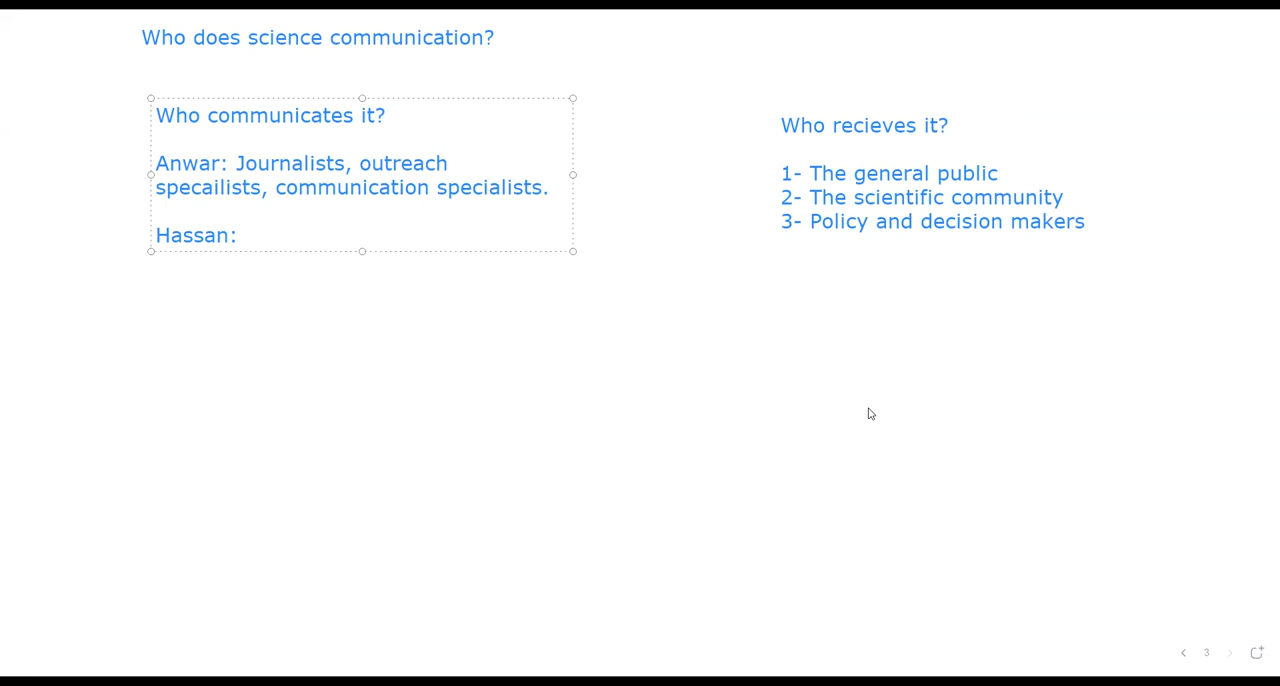 Who does science communication?
Who communicates it?
Anwar: Journalists, outreach
specailists, communication specialists.
Hassan:
Who recieves it?
1- The general public
2- The scientific community
3- Policy and decision makers
3